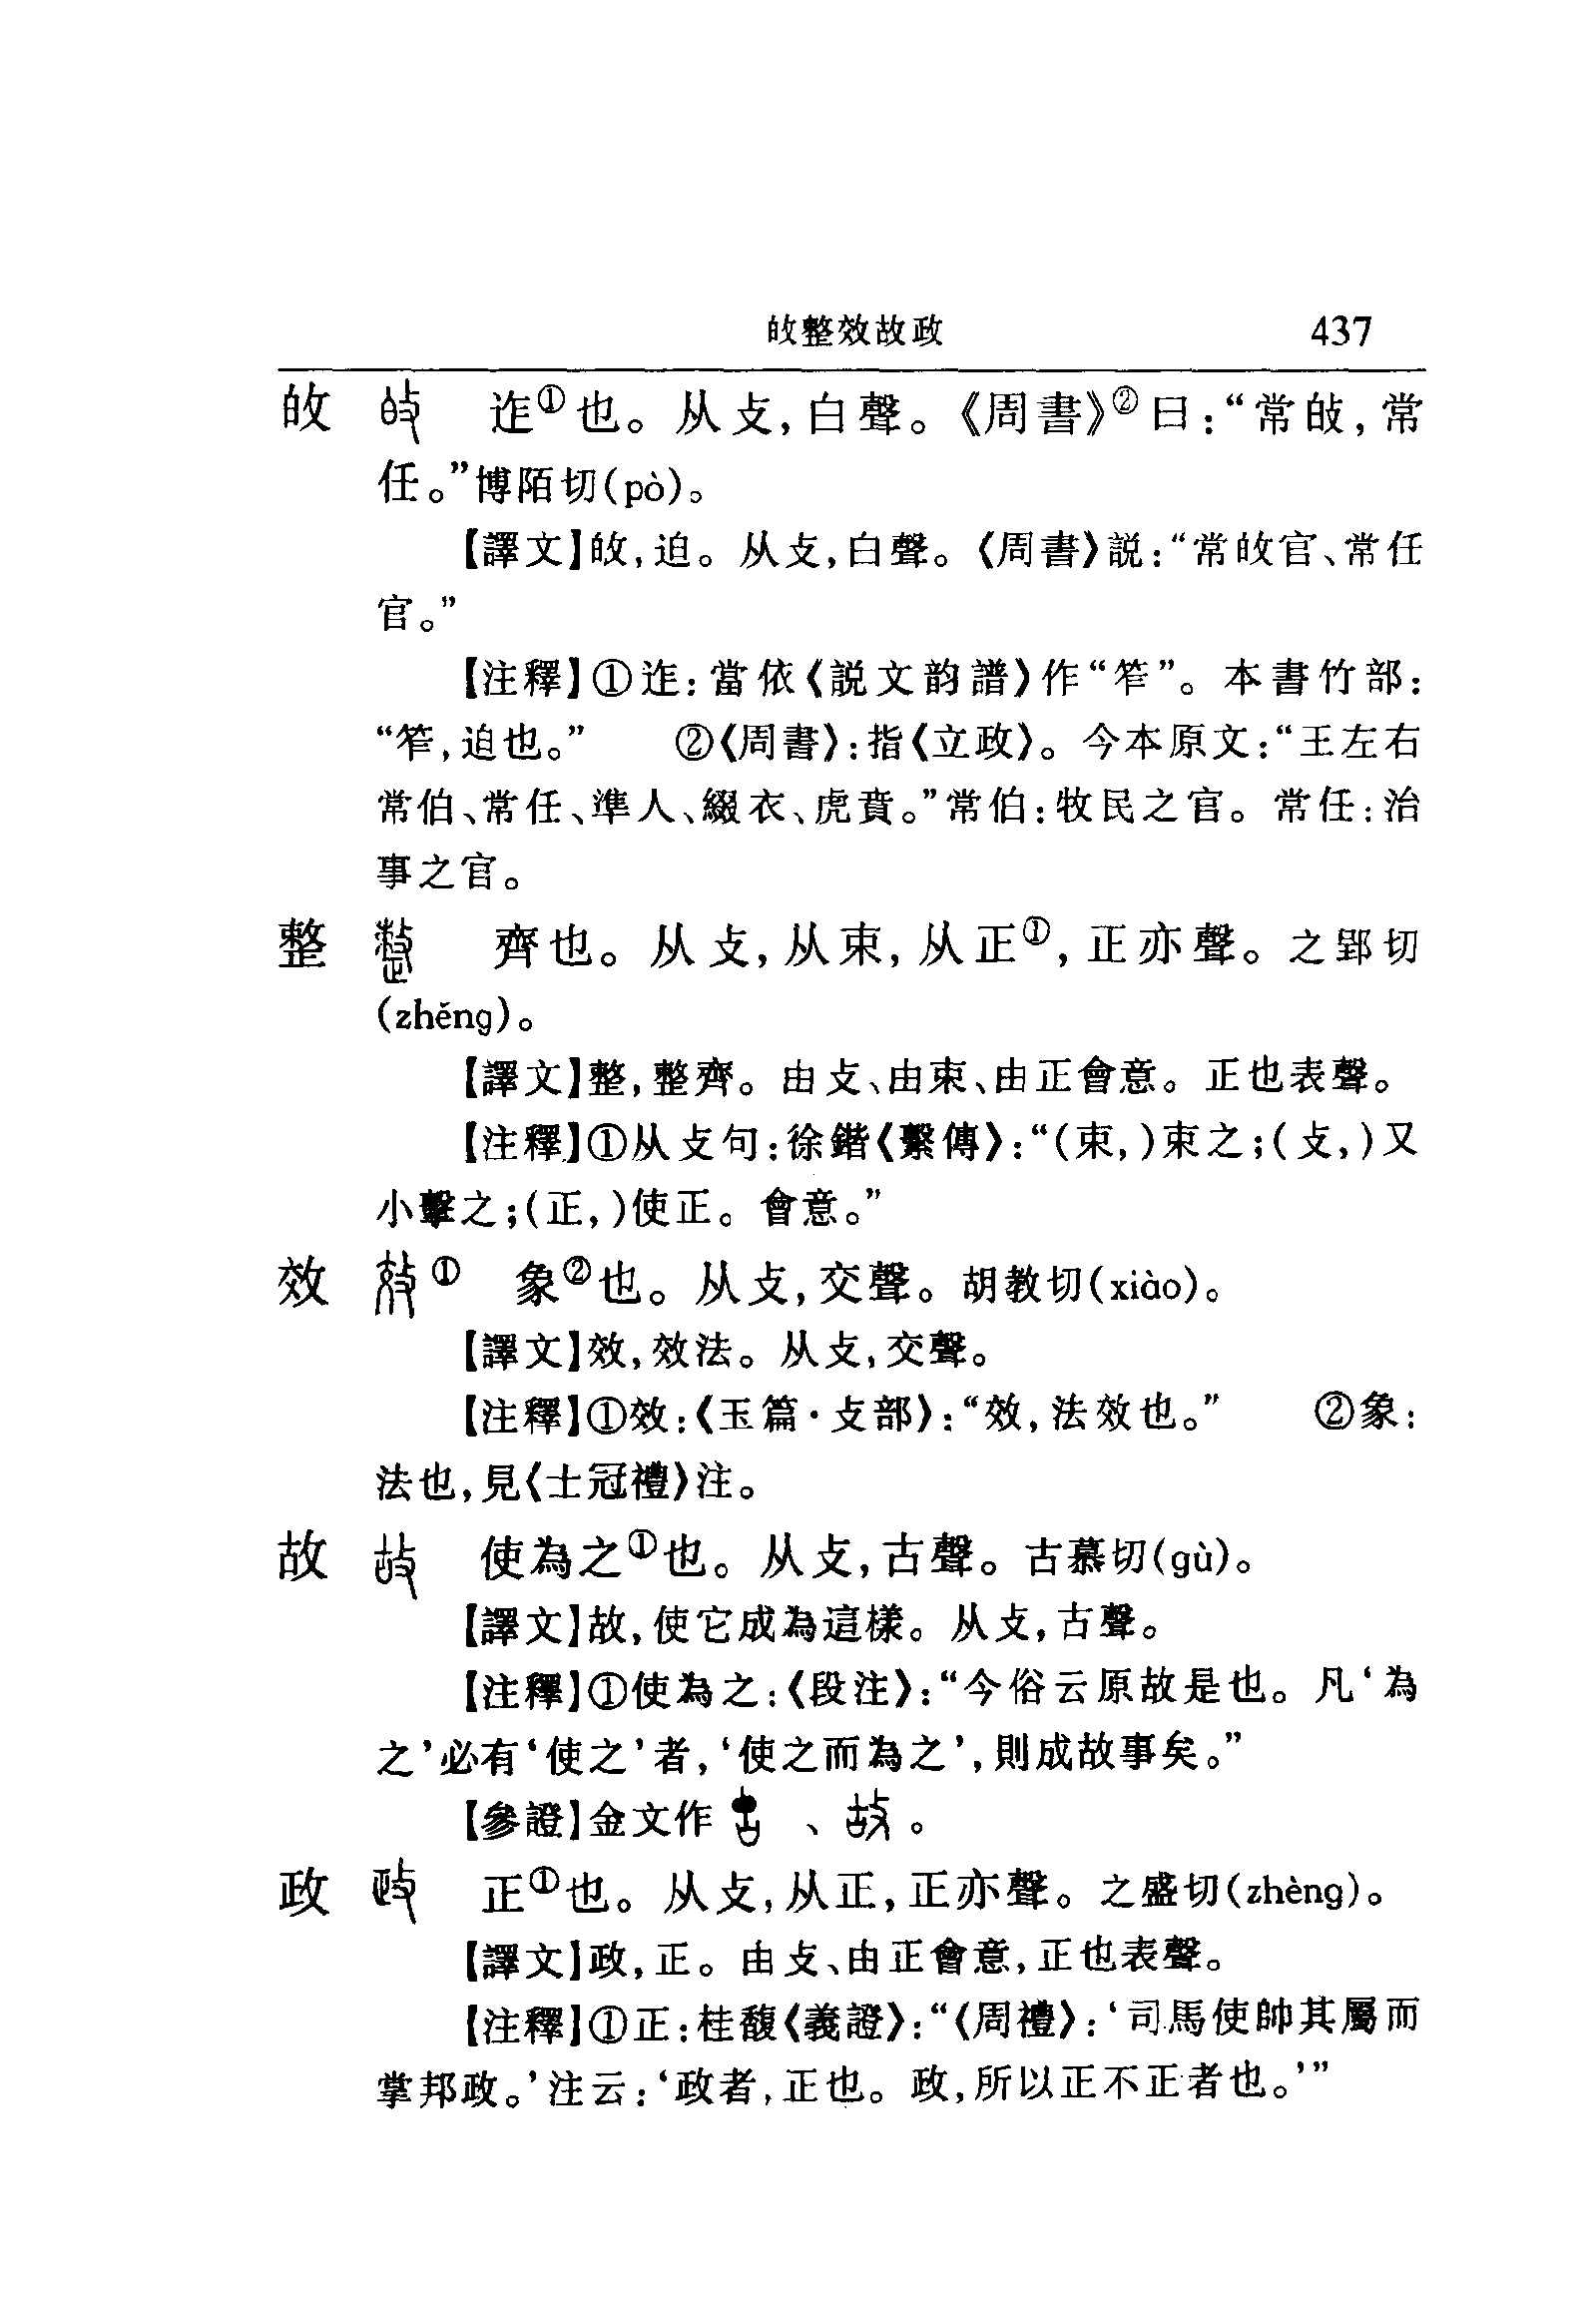 敀整效故政 437
敀 迮①也。从攴,白聲。《周書》②曰:“常敀,常
任。”博陌切(pò)。
【譯文】敀,迫。从攴,白聲。《周書》説:“常敀官、常任
官。”
【注釋】①迮:當依《説文韵譜》作“笮”。本書竹部:
“笮,迫也。” ②《周書》:指《立政》。今本原文:“王左右
常伯、常任、準人、綴衣、虎賁。”常伯:牧民之官。常任:治
事之官。
整 齊也。从攴,从束,从正①,正亦聲。之郢切
(zhěng)。
【譯文】整,整齊。由攴、由束、由正會意。正也表聲。
【注釋】①从攴句:徐鍇《繫傳》:“(束,)束之;(攴,)又
小擊之;(正,)使正。會意。”
效 ① 象②也。从攴,交聲。胡教切(xiào)。
【譯文】效,效法。从攴,交聲。
【注釋】①效:《玉篇·攴部》:“效,法效也。” ②象:
法也,見《士冠禮》注。
故 使為之①也。从攴,古聲。古慕切(gù)。
【譯文】故,使它成為這樣。从攴,古聲。
【注釋】①使為之:《段注》:“今俗云原故是也。凡‘為
之’必有‘使之’者,‘使之而為之’,則成故事矣。”
【參證】金文作 、 。
政 正①也。从攴,从正,正亦聲。之盛切(zhèng)。
【譯文】政,正。由攴、由正會意,正也表聲。
【注釋】①正:桂馥《義證》:“《周禮》:‘司馬使帥其屬而
掌邦政。’注云:‘政者,正也。政,所以正不正者也。’”